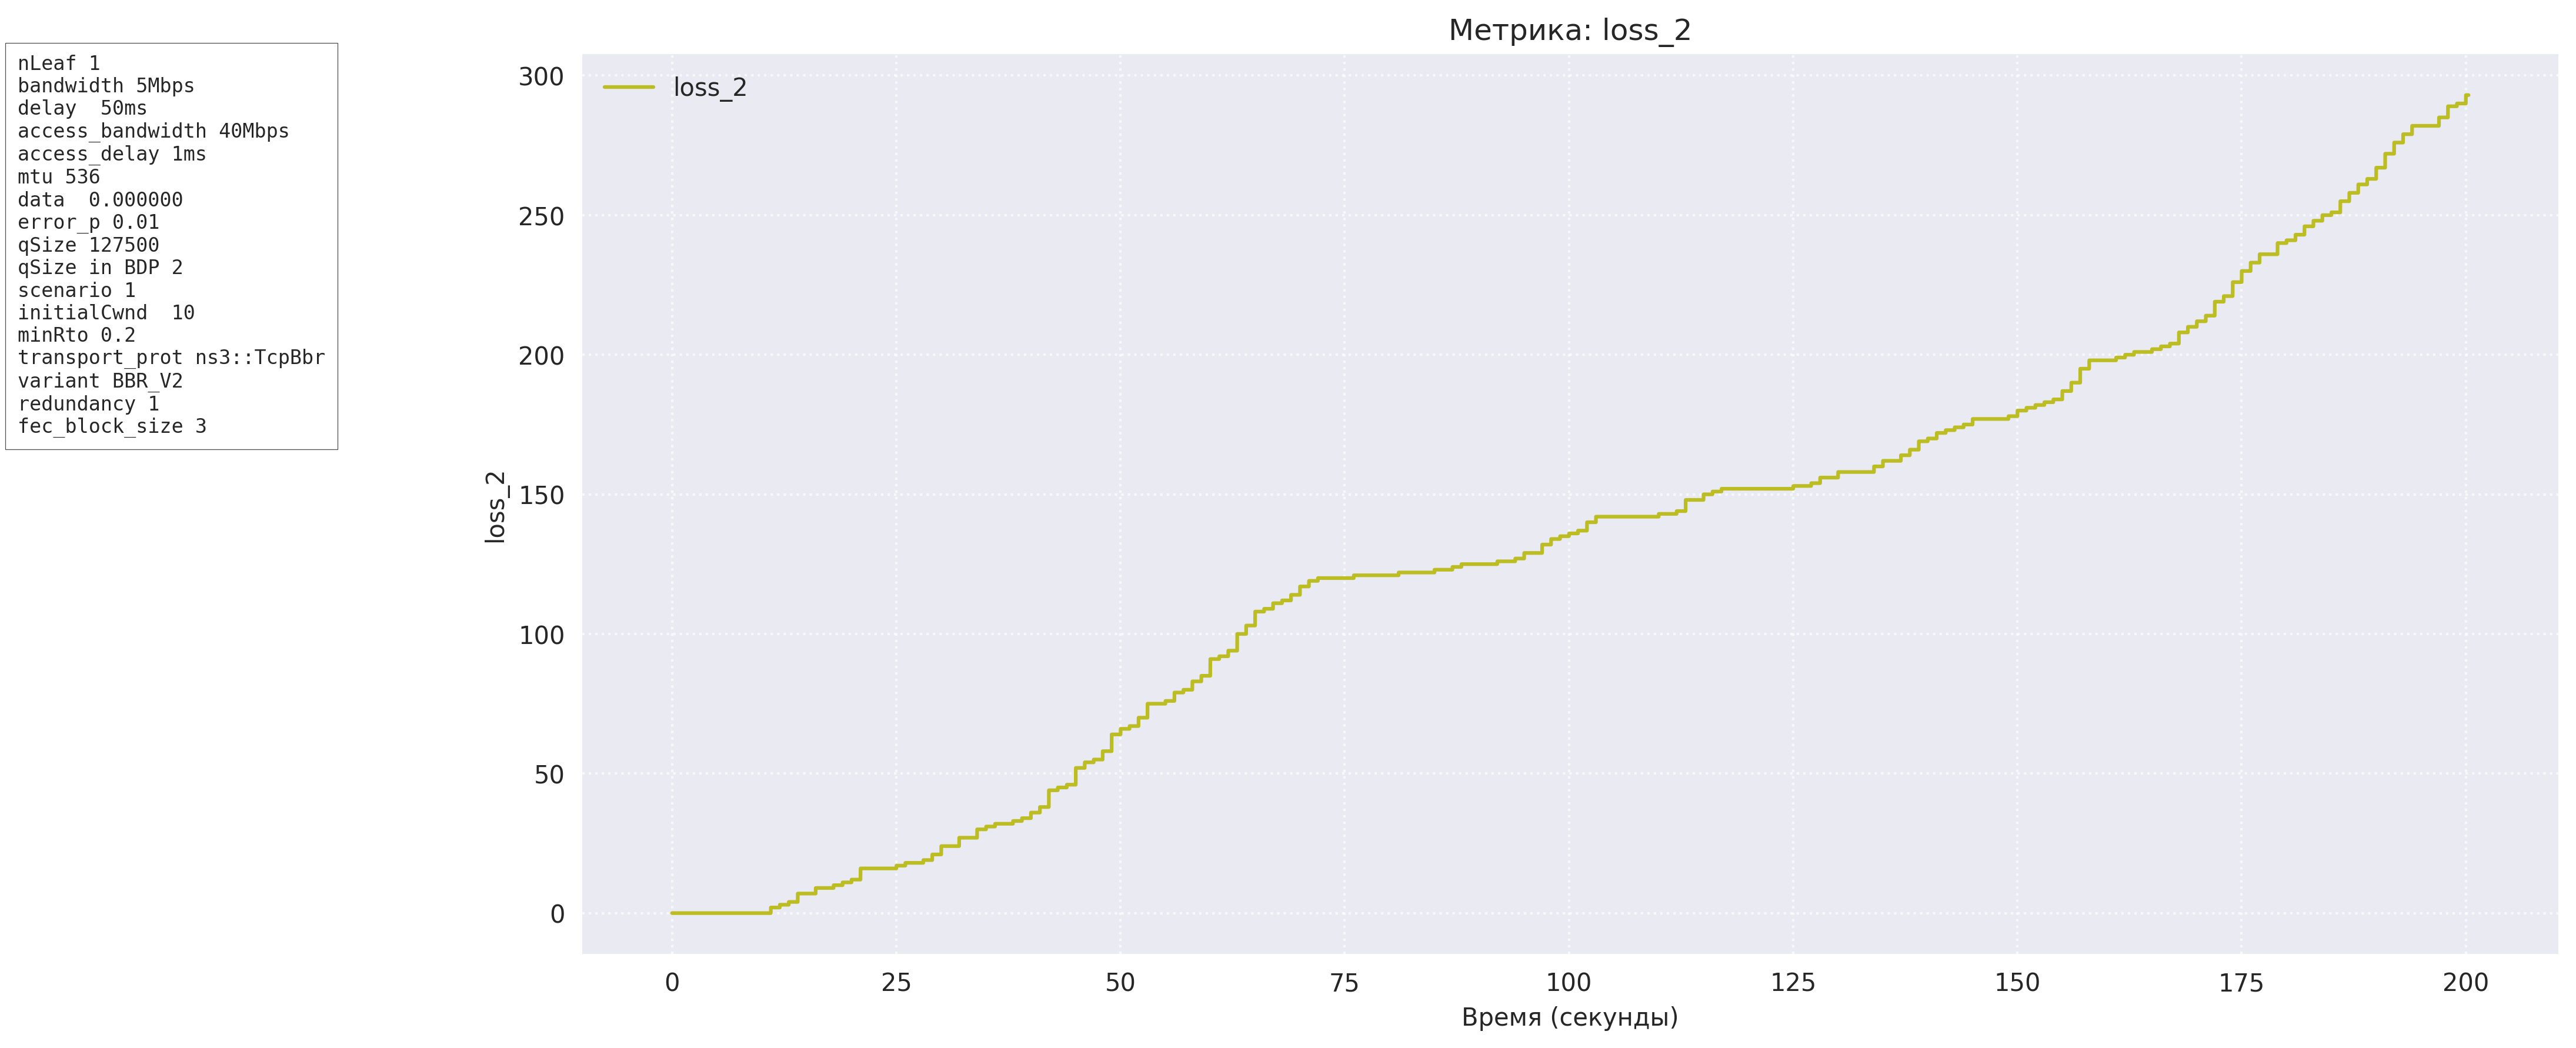 nLeaf 1
bandwidth 5Mbps
delay  50ms
access_bandwidth 40Mbps
access_delay 1ms
mtu 536
data  0.000000
error_p 0.01
qSize 127500
qSize in BDP 2
scenario 1
initialCwnd  10
minRto 0.2
transport_prot ns3::TcpBbr
variant BBR_V2
redundancy 1
fec_block_size 3
Метрика: loss_2
loss_2
300
250
200
150
100
50
0
loss_2
0
25
50
75
100
125
150
175
200
Время (секунды)